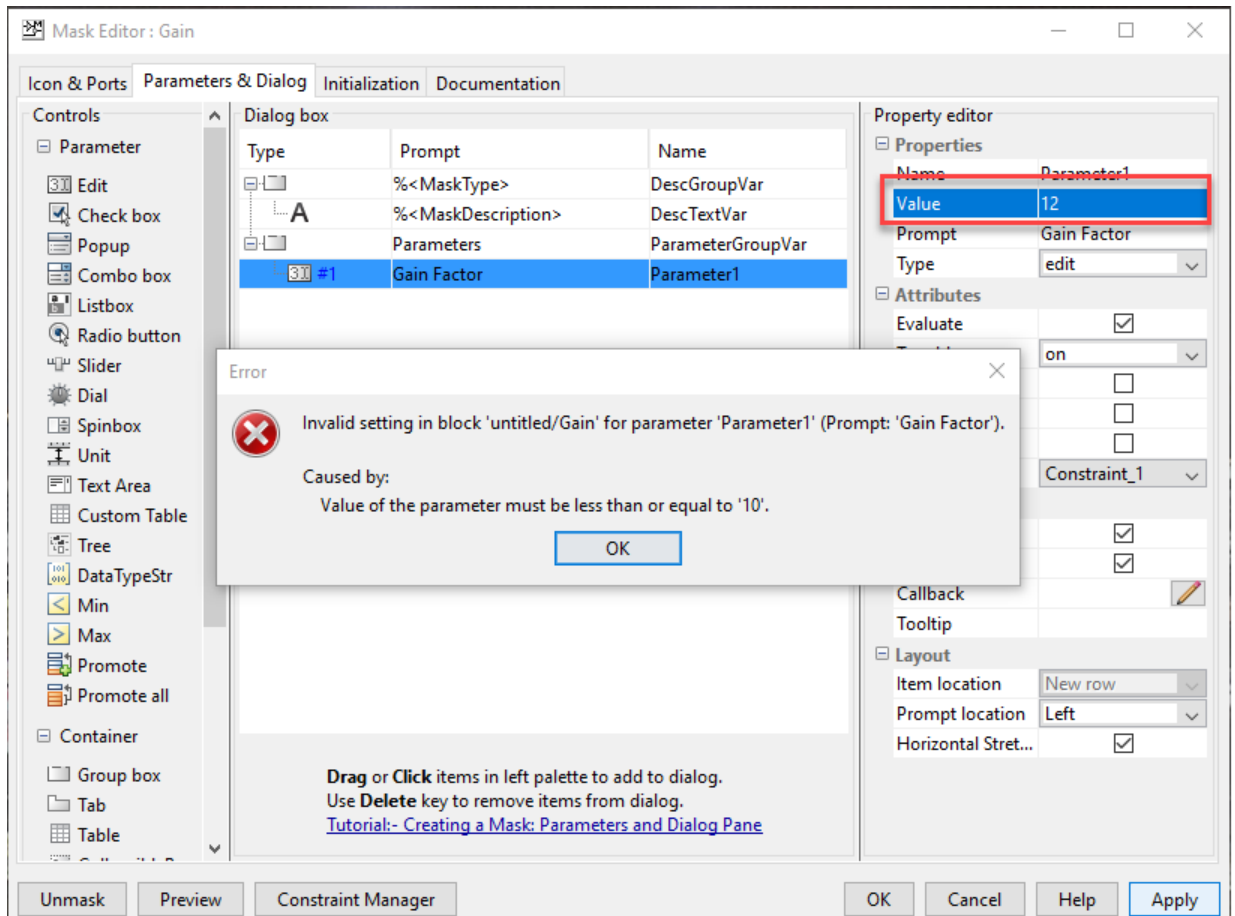 Mask Editor : Gain
Icon & Ports Parameters & Dialog Initialization Documentation
Controls
Parameter
Edit
Check box
Popup
Combo box
Listbox
Radio button
Slider
Dial
Spinbox
Unit
Text Area
Custom Table
Tree
DataTypeStr
Min
Max
Promote
Promote all
Container
Group box
Tab
Table
Dialog box
Type Prompt Name
%<MaskType> DescGroupVar
A %<MaskDescription> DescTextVar
Parameters ParameterGroupVar
#1 Gain Factor Parameter1
Drag or Click items in left palette to add to dialog.
Use Delete key to remove items from dialog.
Tutorial:- Creating a Mask: Parameters and Dialog Pane
Property editor
Properties
Name Parameter1
Value 12
Prompt Gain Factor
Type edit
Attributes
Evaluate
on
Constraint_1
Callback
Tooltip
Layout
Item location New row
Prompt location Left
Horizontal Stret...
Error
Invalid setting in block 'untitled/Gain' for parameter 'Parameter1' (Prompt: 'Gain Factor').
Caused by:
Value of the parameter must be less than or equal to '10'.
OK
Unmask Preview Constraint Manager OK Cancel Help Apply